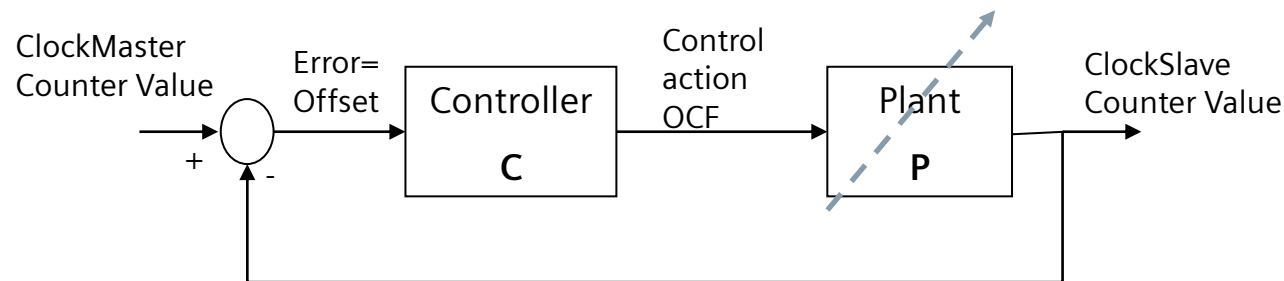 ClockMaster
Counter Value
+
-
Error=
Offset
Controller
C
Control
action
OCF
Plant
P
ClockSlave
Counter Value